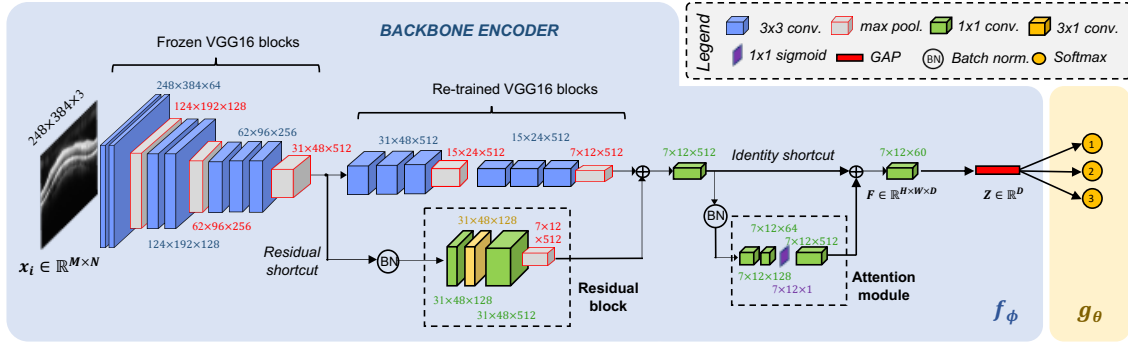 BACKBONE ENCODER
Legend
3x3 conv.
max pool.
1x1 conv.
3x1 conv.
1x1 sigmoid
GAP
BN
Batch norm.
Softmax
Frozen VGG16 blocks
Re-trained VGG16 blocks
248×384×3
248×384×64
124×192×128
62×96×256
31×48×512
62×96×256
124×192×128
31×48×512
15×24×512
15×24×512
7×12×512
7×12×512
Identity shortcut
7×12×60
F ∈ ℝ^{H×W×D}
Z ∈ ℝ^{D}
1
2
3
x_i ∈ ℝ^{M×N}
Residual
shortcut
BN
31×48×128
7×12
×512
31×48×128
31×48×512
Residual
block
BN
7×12×64
7×12×512
7×12×128
7×12×1
Attention
module
f_ϕ
g_θ